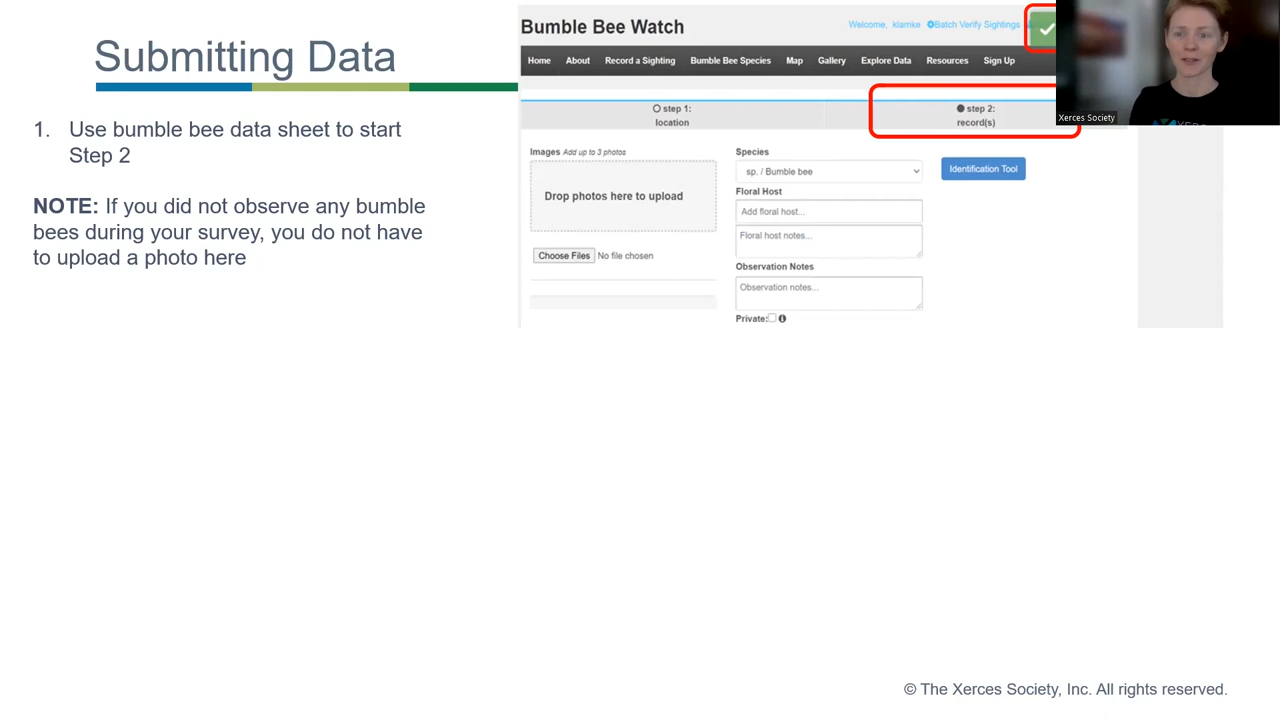 Submitting Data
1. Use bumble bee data sheet to start
Step 2
NOTE: If you did not observe any bumble
bees during your survey, you do not have
to upload a photo here
Bumble Bee Watch
Welcome, klamke Batch Verify Sightings
Home About Record a Sighting Bumble Bee Species Map Gallery Explore Data Resources Sign Up
step 1:
location
step 2:
record(s)
Images Add up to 3 photos
Drop photos here to upload
Choose Files No file chosen
Species
sp. / Bumble bee
Identification Tool
Floral Host
Add floral host...
Floral host notes...
Observation Notes
Observation notes...
Private:
Xerces Society
© The Xerces Society, Inc. All rights reserved.